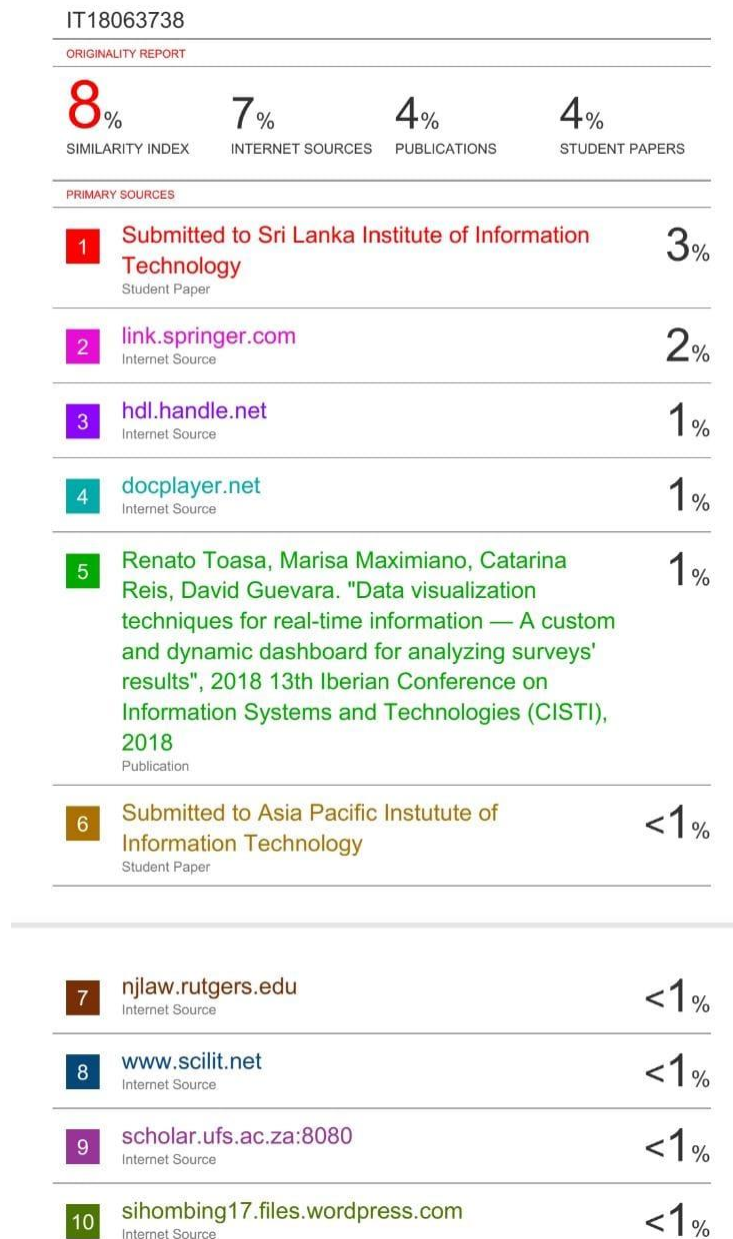 IT18063738
ORIGINALITY REPORT
8%
7%
4%
4%
SIMILARITY INDEX
INTERNET SOURCES
PUBLICATIONS
STUDENT PAPERS
PRIMARY SOURCES
1
Submitted to Sri Lanka Institute of Information
Technology
Student Paper
3%
2
link.springer.com
Internet Source
2%
3
hdl.handle.net
Internet Source
1%
4
docplayer.net
Internet Source
1%
5
Renato Toasa, Marisa Maximiano, Catarina
Reis, David Guevara. "Data visualization
techniques for real-time information — A custom
and dynamic dashboard for analyzing surveys'
results", 2018 13th Iberian Conference on
Information Systems and Technologies (CISTI),
2018
Publication
1%
6
Submitted to Asia Pacific Instutute of
Information Technology
Student Paper
<1%
7
njlaw.rutgers.edu
Internet Source
<1%
8
www.scilit.net
Internet Source
<1%
9
scholar.ufs.ac.za:8080
Internet Source
<1%
10
sihombing17.files.wordpress.com
Internet Source
<1%